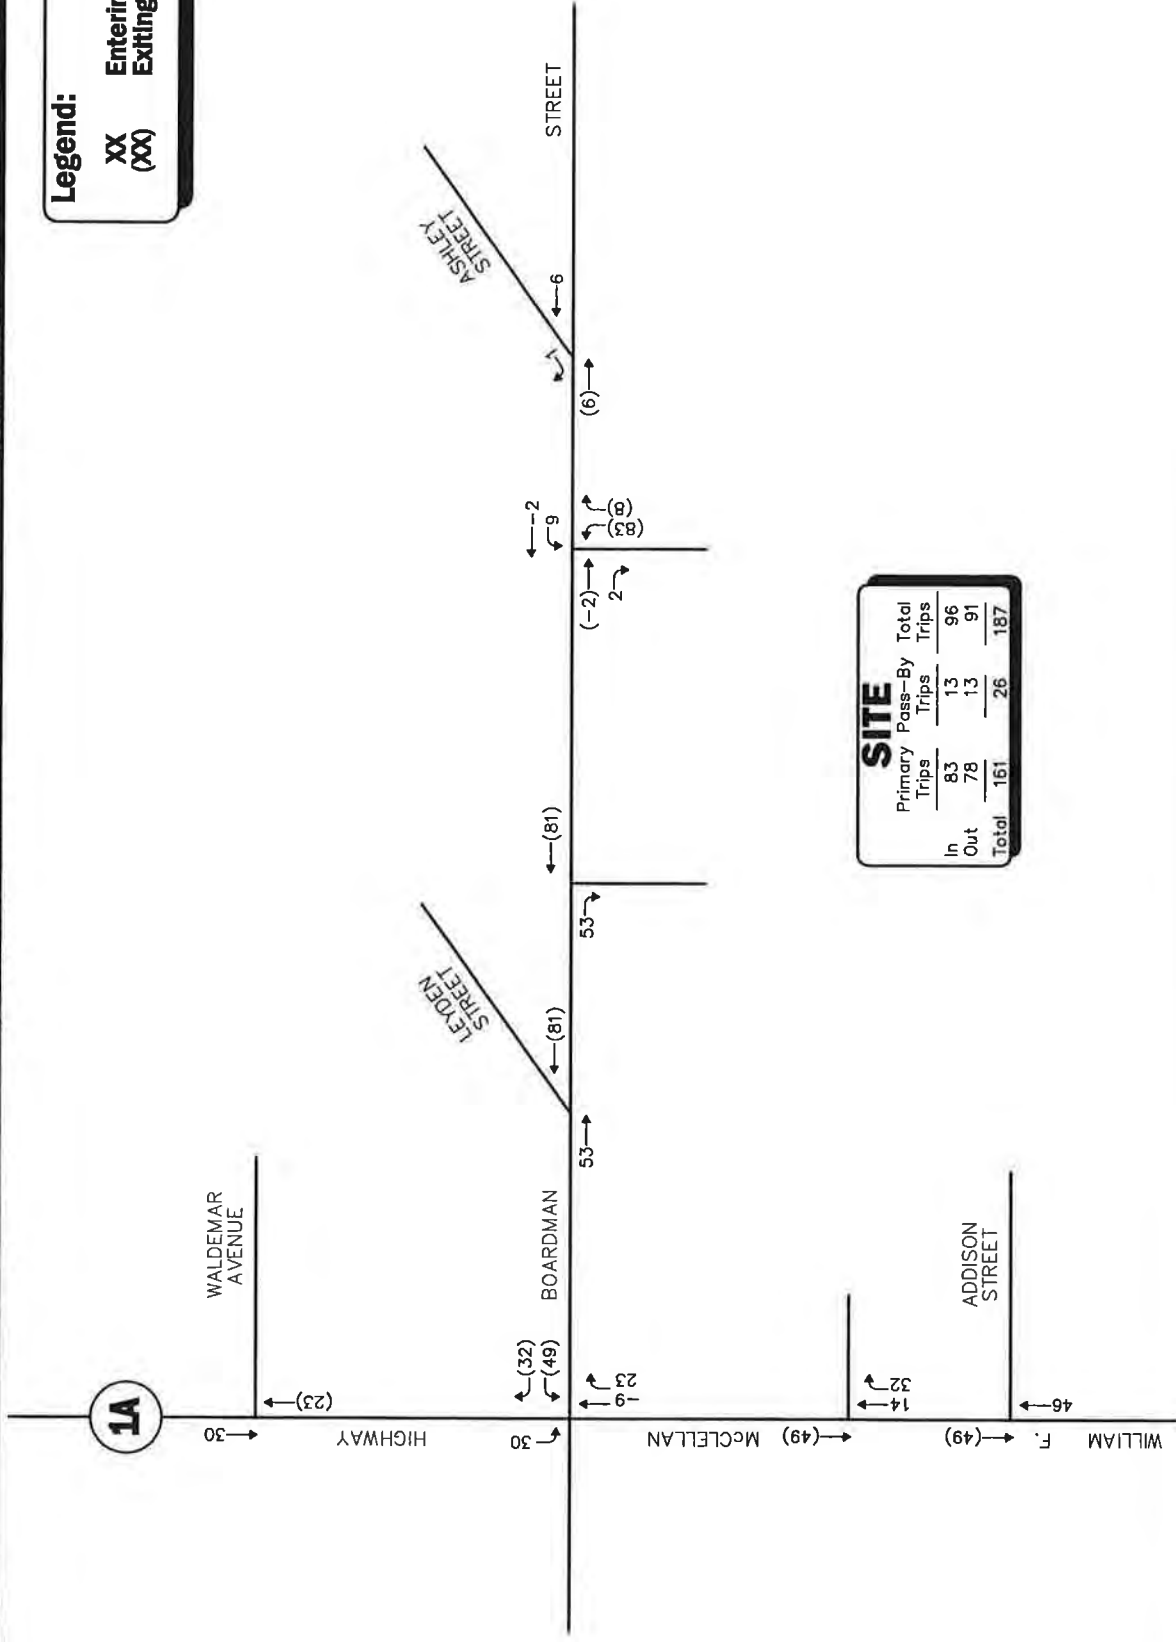 Legend:
XX Enterin
(XX) Exiting
1A
WALDEMAR
AVENUE
30
(23)
HIGHWAY
30
(32)
(49)
BOARDMAN
STREET
-9
23
LEYDEN
STREET
53
(81)
53
(81)
-2
9
(-2)
2
(83)
(8)
ASHLEY
STREET
1
6
(6)
McCLELLAN
(49)
14
32
ADDISON
STREET
(49)
46
F.
WILLIAM
SITE
Primary Pass-By Total
Trips Trips Trips
In 83 13 96
Out 78 13 91
Total 161 26 187